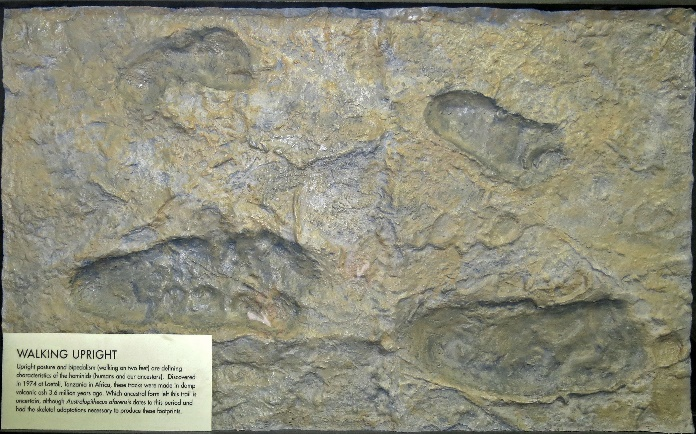 WALKING UPRIGHT
Upright posture and bipedalism (walking on two feet) are defining
characteristics of the hominids (humans and our ancestors). Discovered
in 1974 at Laetoli, Tanzania in Africa, these tracks were made in damp
volcanic ash 3.6 million years ago. Which ancestral form left this trail is
uncertain, although Australopithecus afarensis dates to this period and
had the skeletal adaptations necessary to produce these footprints.